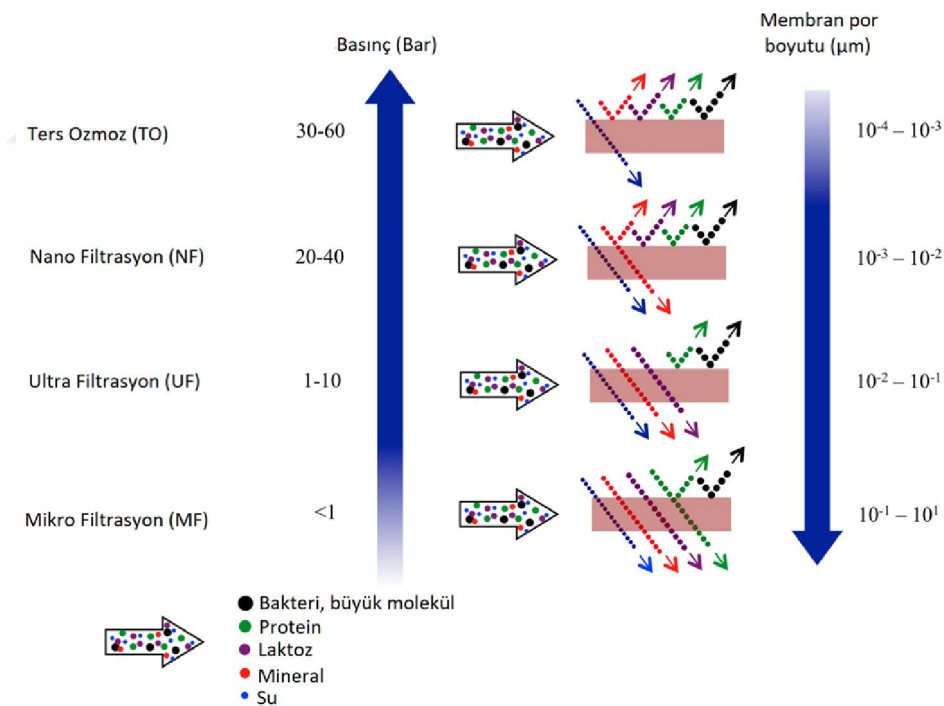 Basınç (Bar)
Membran por
boyutu (µm)
Ters Ozmoz (TO)
30-60
10⁻⁴ – 10⁻³
Nano Filtrasyon (NF)
20-40
10⁻³ – 10⁻²
Ultra Filtrasyon (UF)
1-10
10⁻² – 10⁻¹
Mikro Filtrasyon (MF)
<1
10⁻¹ – 10¹
Bakteri, büyük molekül
Protein
Laktoz
Mineral
Su